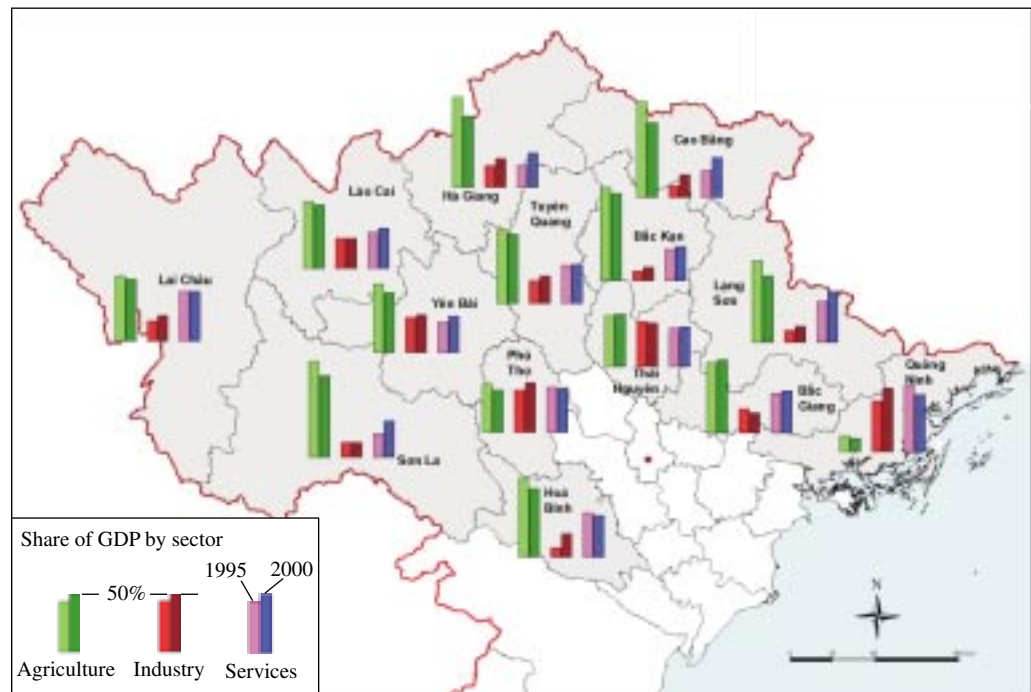 Cao Bằng
Hà Giang
Lao Cai
Tuyên
Quang
Bắc Kạn
Lai Châu
Lạng
Sơn
Yên Bái
Phú
Thọ
Thái
Nguyên
Quảng
Ninh
Bắc
Giang
Sơn La
Hoà
Bình
Share of GDP by sector
1995 2000
50%
Agriculture Industry Services
N